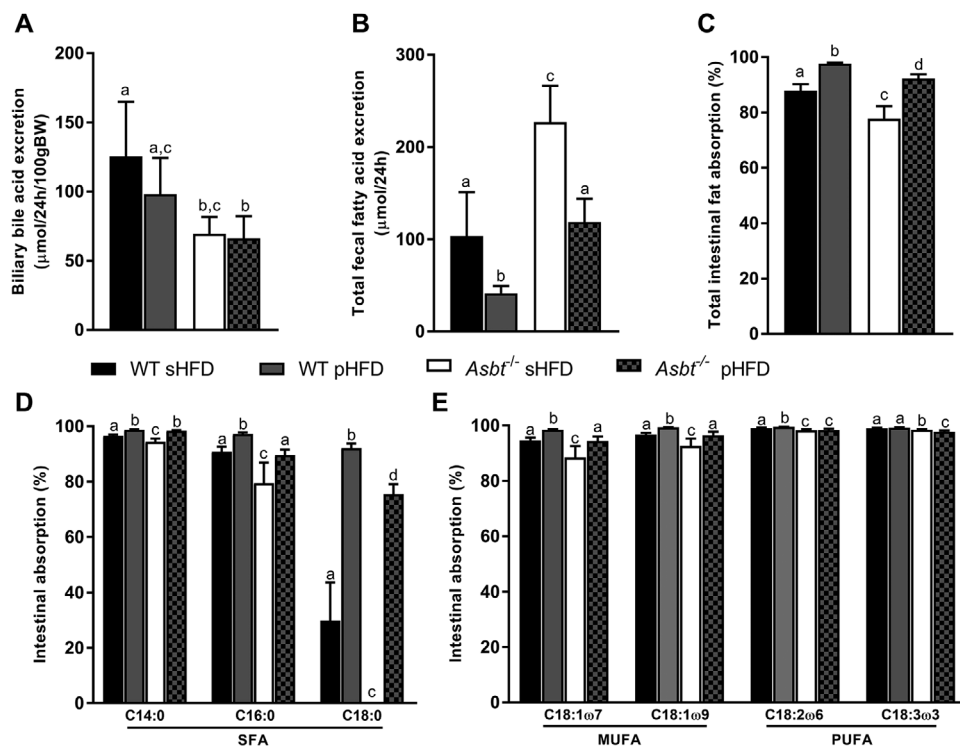 A
Biliary bile acid excretion
(μmol/24h/100gBW)
200
150
100
50
0
a
a,c
b,c
b
B
Total fecal fatty acid excretion
(μmol/24h)
300
200
100
0
a
b
c
a
C
Total intestinal fat absorption (%)
100
80
60
40
20
0
a
b
c
d
WT sHFD
WT pHFD
Asbt-/- sHFD
Asbt-/- pHFD
D
Intestinal absorption (%)
100
80
60
40
20
0
a b c b
a b c a
a b c d
C14:0 C16:0 C18:0
SFA
E
Intestinal absorption (%)
100
80
60
40
20
0
a b c a
a b c a
a b c c
a a b c
C18:1ω7 C18:1ω9 C18:2ω6 C18:3ω3
MUFA PUFA